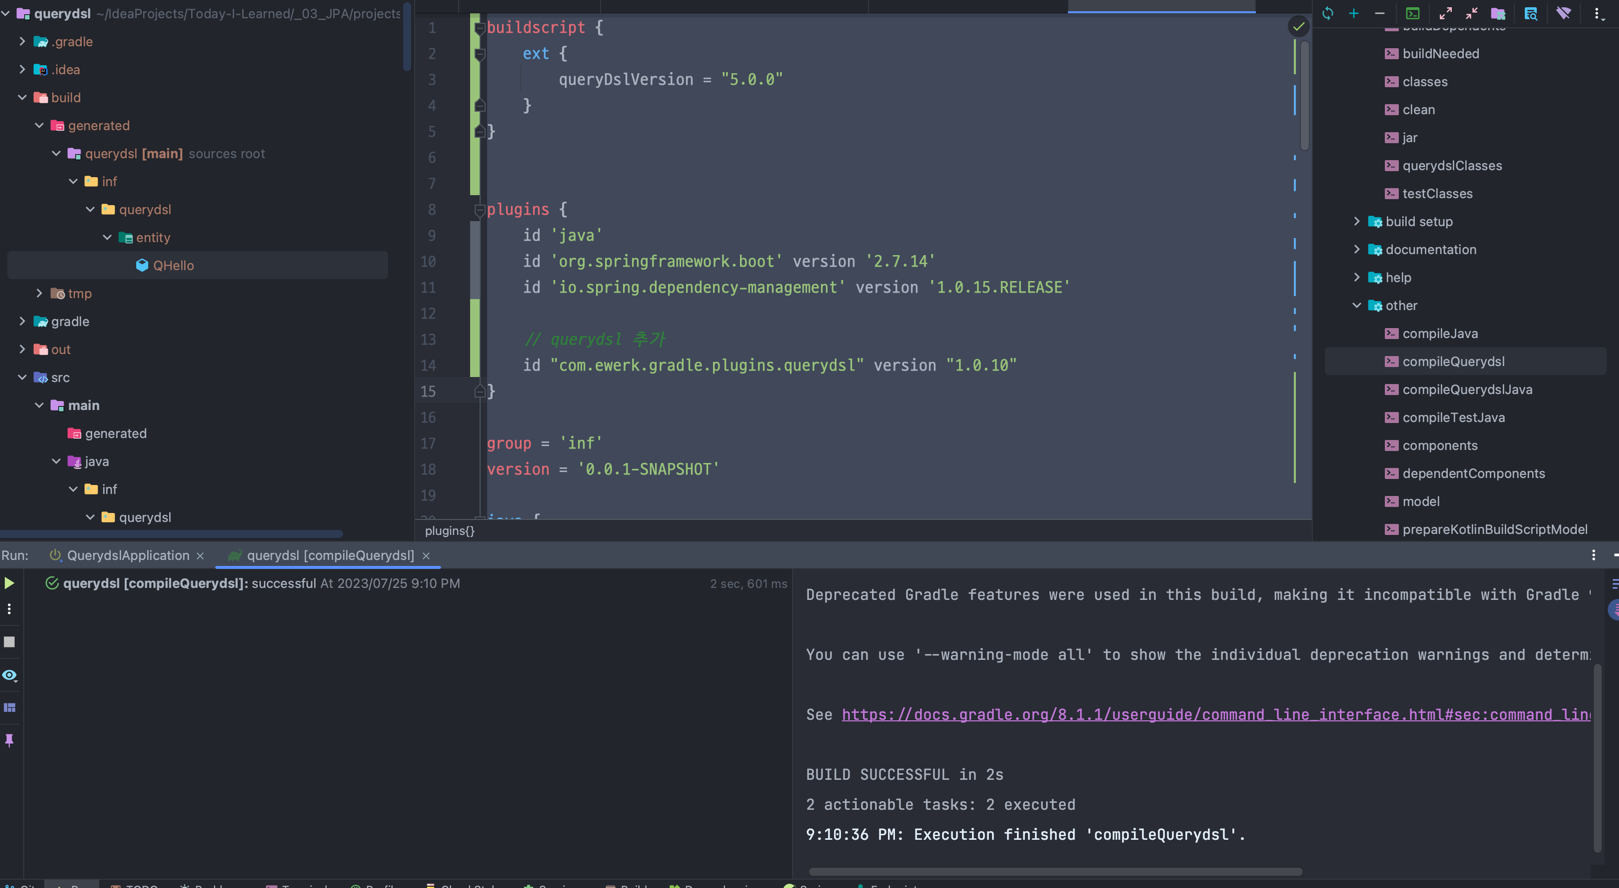 querydsl ~/IdeaProjects/Today-I-Learned/_03_JPA/projects
.gradle
.idea
build
generated
querydsl [main] sources root
inf
querydsl
entity
QHello
tmp
gradle
out
src
main
generated
java
inf
querydsl
1 buildscript {
2 ext {
3 queryDslVersion = "5.0.0"
4 }
5 }
6
7
8 plugins {
9 id 'java'
10 id 'org.springframework.boot' version '2.7.14'
11 id 'io.spring.dependency-management' version '1.0.15.RELEASE'
12
13 // querydsl 추가
14 id "com.ewerk.gradle.plugins.querydsl" version "1.0.10"
15 }
16
17 group = 'inf'
18 version = '0.0.1-SNAPSHOT'
19
plugins{}
buildDependents
buildNeeded
classes
clean
jar
querydslClasses
testClasses
build setup
documentation
help
other
compileJava
compileQuerydsl
compileQuerydslJava
compileTestJava
components
dependentComponents
model
prepareKotlinBuildScriptModel
Run: QuerydslApplication querydsl [compileQuerydsl]
querydsl [compileQuerydsl]: successful At 2023/07/25 9:10 PM 2 sec, 601 ms
Deprecated Gradle features were used in this build, making it incompatible with Gradle
You can use '--warning-mode all' to show the individual deprecation warnings and determi
See https://docs.gradle.org/8.1.1/userguide/command_line_interface.html#sec:command_lin
BUILD SUCCESSFUL in 2s
2 actionable tasks: 2 executed
9:10:36 PM: Execution finished 'compileQuerydsl'.